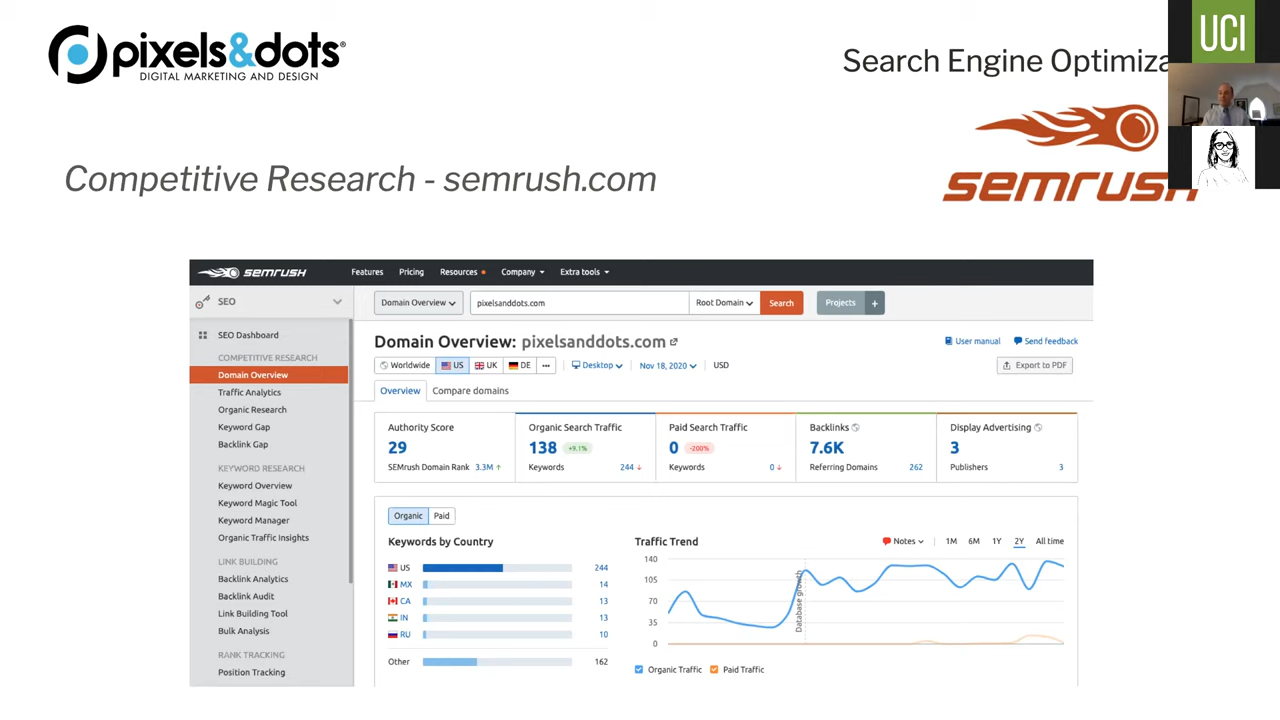 pixels&dots®
DIGITAL MARKETING AND DESIGN
Search Engine Optimiza
UCI
semrush
Competitive Research - semrush.com
semrush
Features Pricing Resources Company Extra tools
SEO
Domain Overview pixelsanddots.com Root Domain Search Projects +
SEO Dashboard
COMPETITIVE RESEARCH
Domain Overview
Traffic Analytics
Organic Research
Keyword Gap
Backlink Gap
KEYWORD RESEARCH
Keyword Overview
Keyword Magic Tool
Keyword Manager
Organic Traffic Insights
LINK BUILDING
Backlink Analytics
Backlink Audit
Link Building Tool
Bulk Analysis
RANK TRACKING
Position Tracking
Domain Overview: pixelsanddots.com
User manual Send feedback
Worldwide US UK DE ... Desktop Nov 18, 2020 USD
Export to PDF
Overview Compare domains
Authority Score
29
SEMrush Domain Rank 3.3M ↑
Organic Search Traffic
138 +9.1%
Keywords 244 ↓
Paid Search Traffic
0 -200%
Keywords 0 ↓
Backlinks
7.6K
Referring Domains 262
Display Advertising
3
Publishers 3
Organic Paid
Keywords by Country
US 244
MX 14
CA 13
IN 13
RU 10
Other 162
Traffic Trend
Notes 1M 6M 1Y 2Y All time
140
105
70
35
0
Database growth
Organic Traffic Paid Traffic